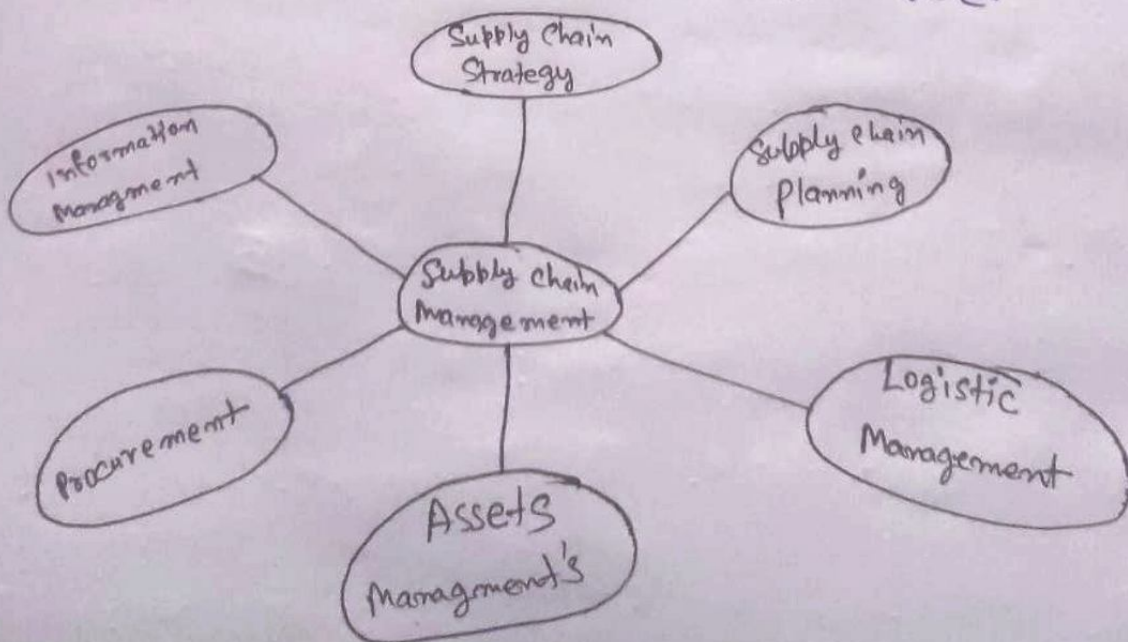 Supply Chain
Strategy
Information
Managment
Supply Chain
Planning
Supply Chain
Management
Procurement
Logistic
Management
Assets
Managment's